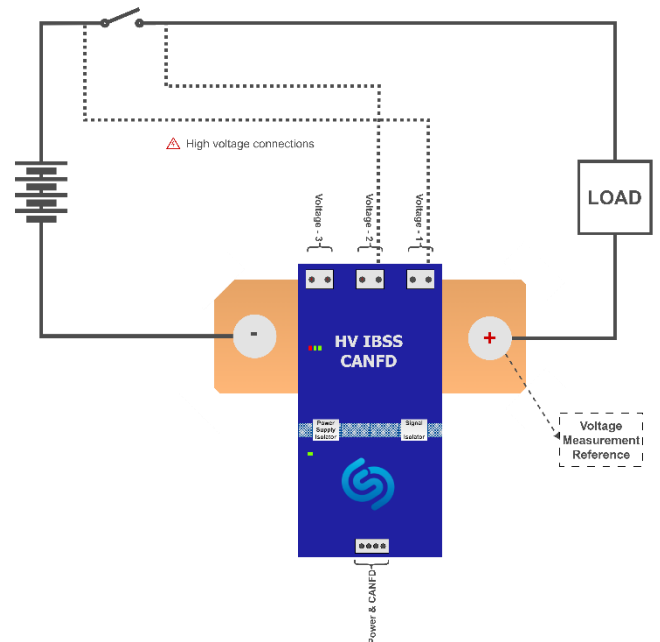 High voltage connections
LOAD
Voltage - 3
Voltage - 2
Voltage - 1
-
HV IBSS
CANFD
+
Power
Supply
Isolator
Signal
Isolator
Voltage
Measurement
Reference
Power & CANFD